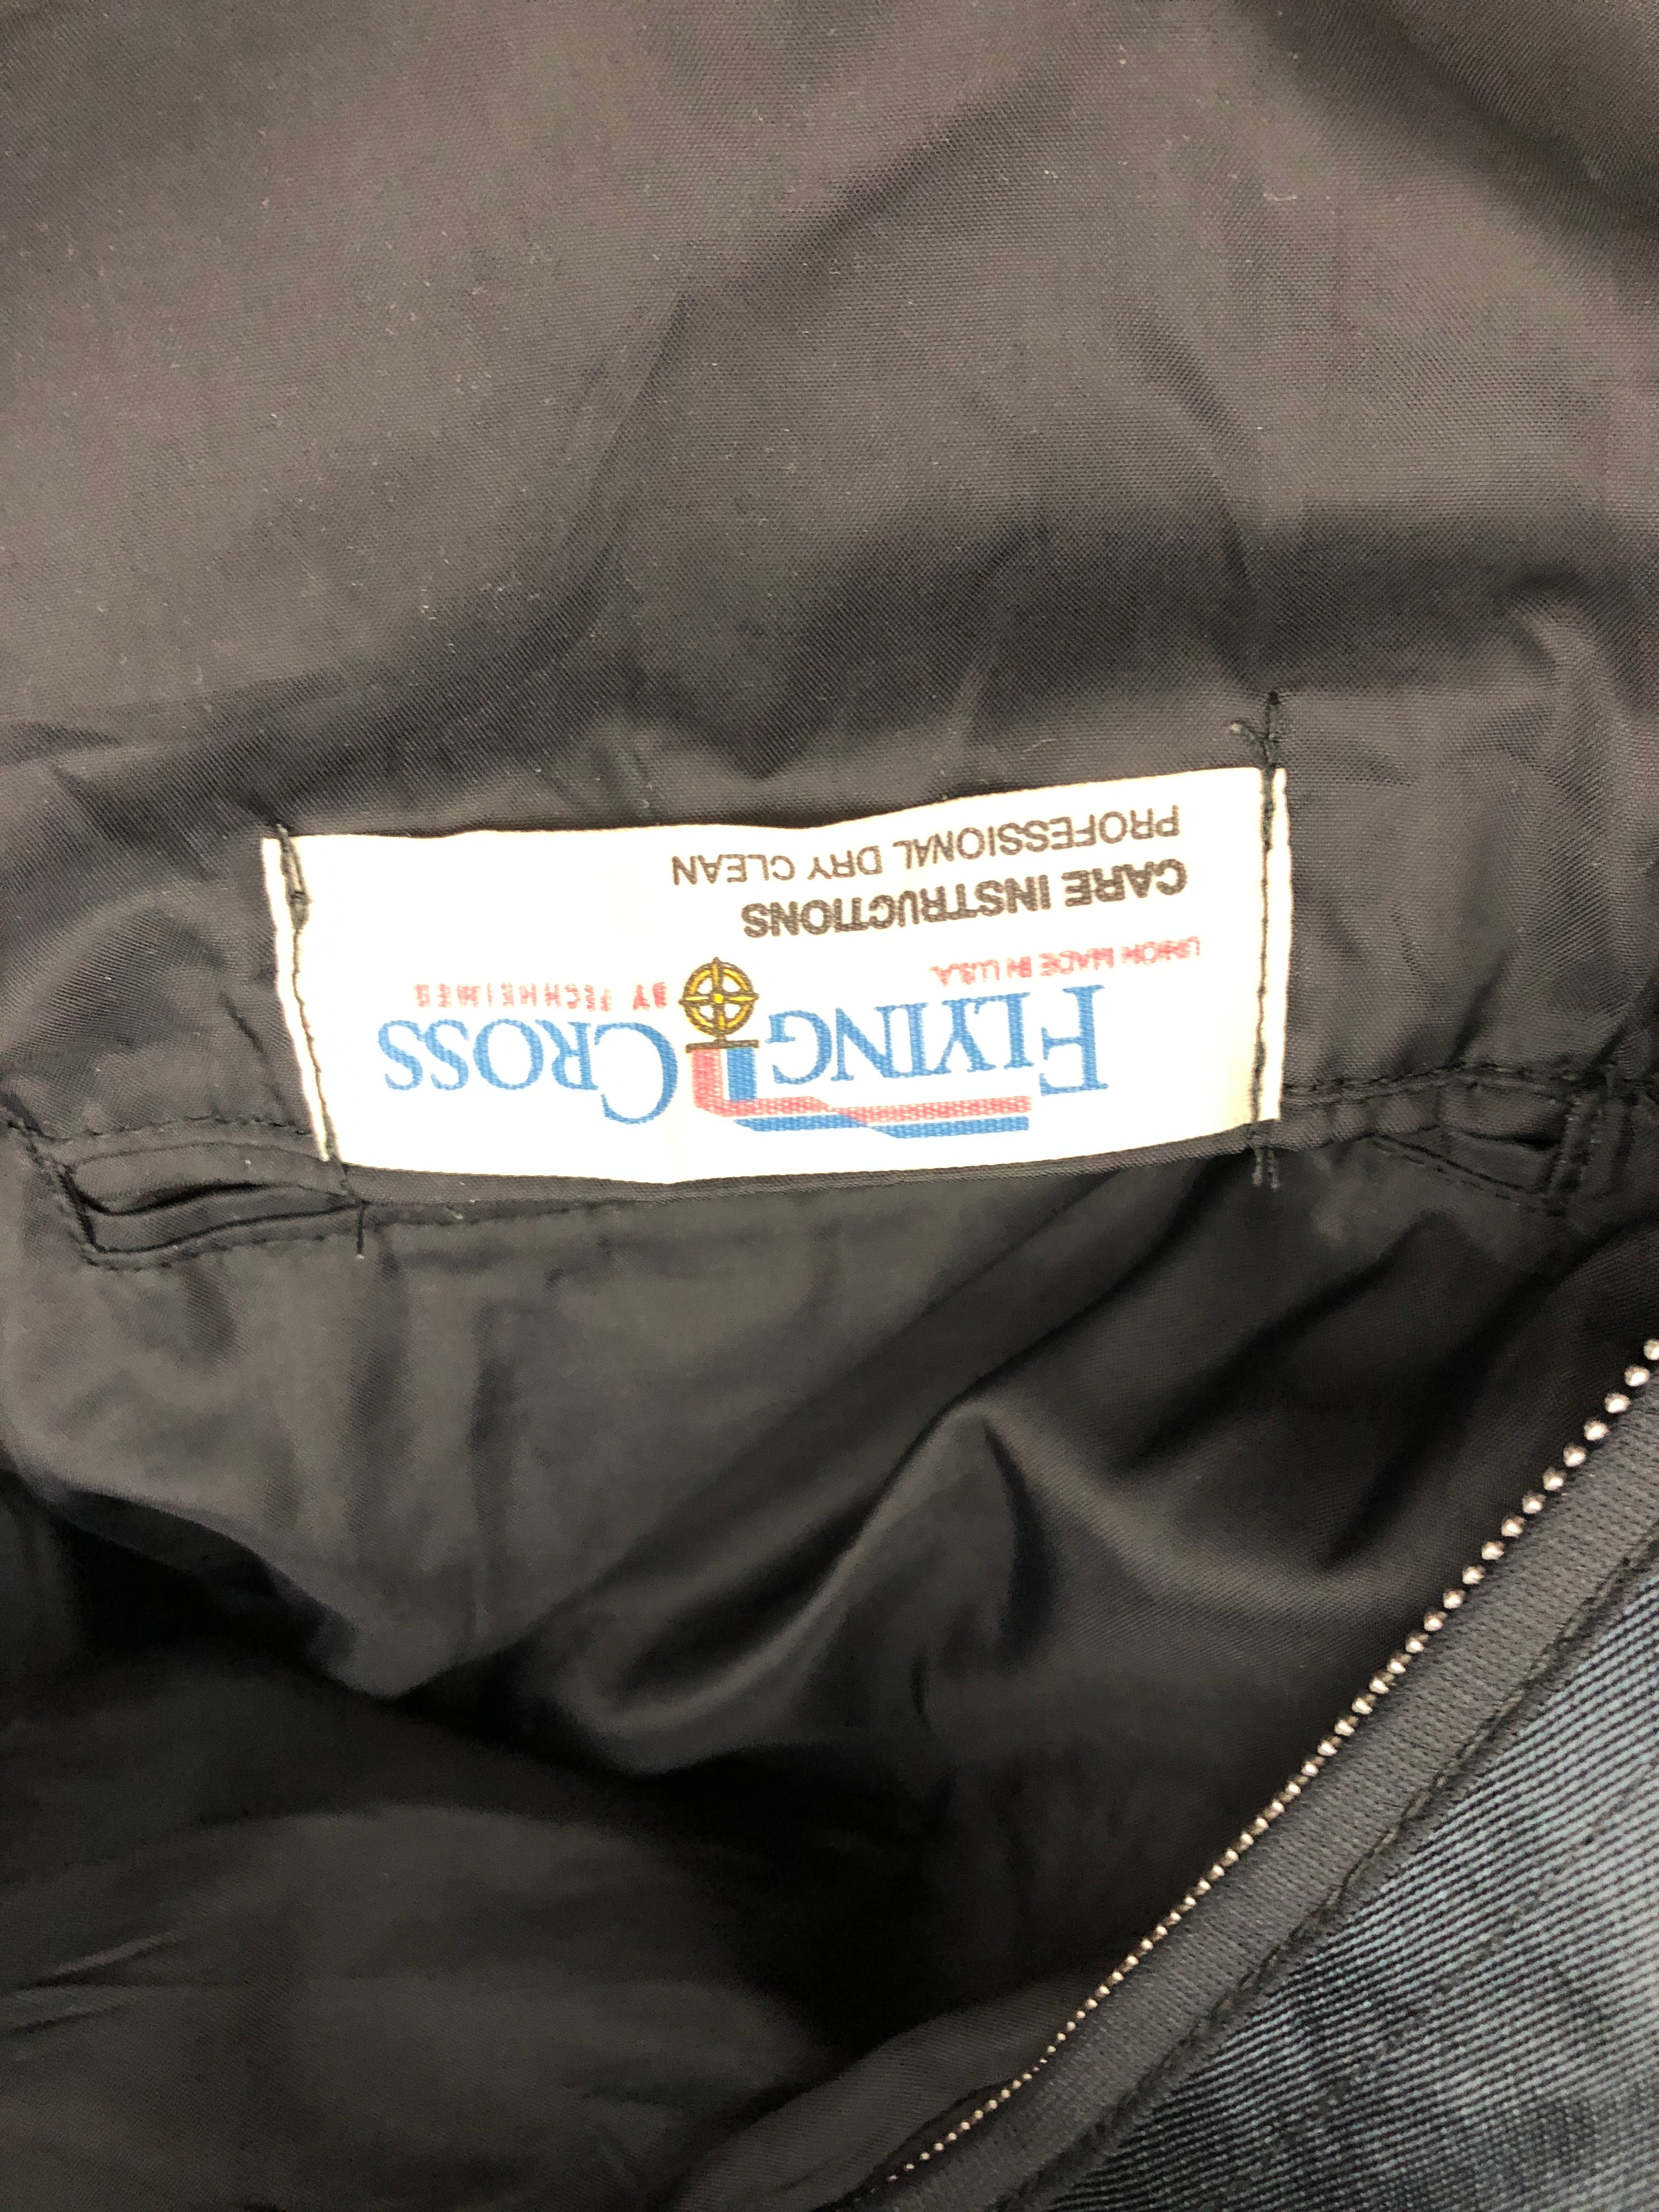 FLYING CROSS
UNION MADE IN U.S.A. BY FECHHEIMER
CARE INSTRUCTIONS
PROFESSIONAL DRY CLEAN